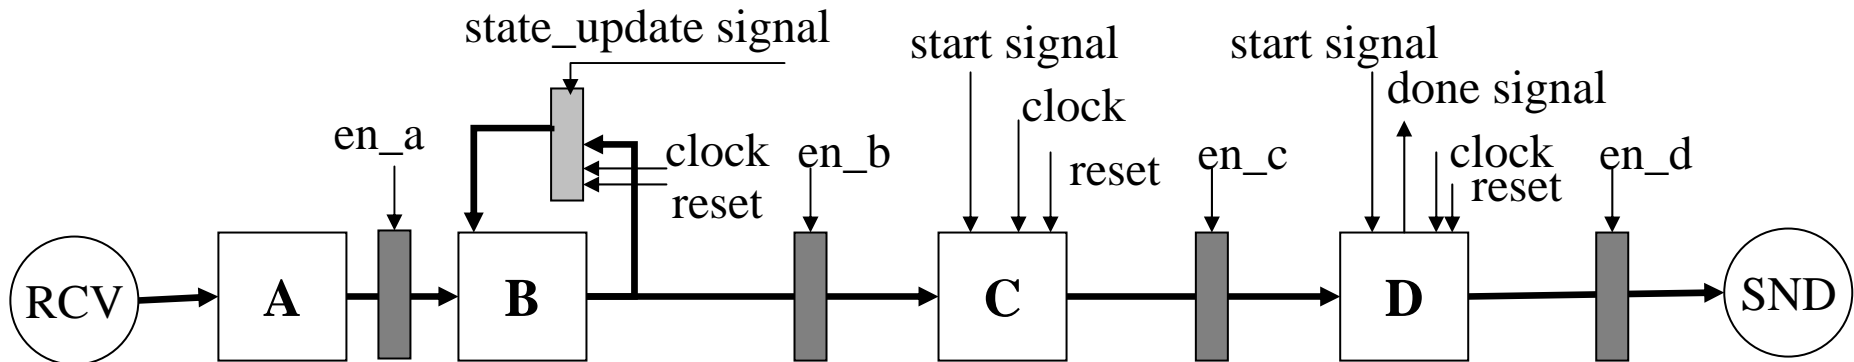 state_update signal
start signal
start signal
done signal
clock
en_a
clock
en_b
reset
en_c
clock
en_d
reset
reset
RCV
A
B
C
D
SND